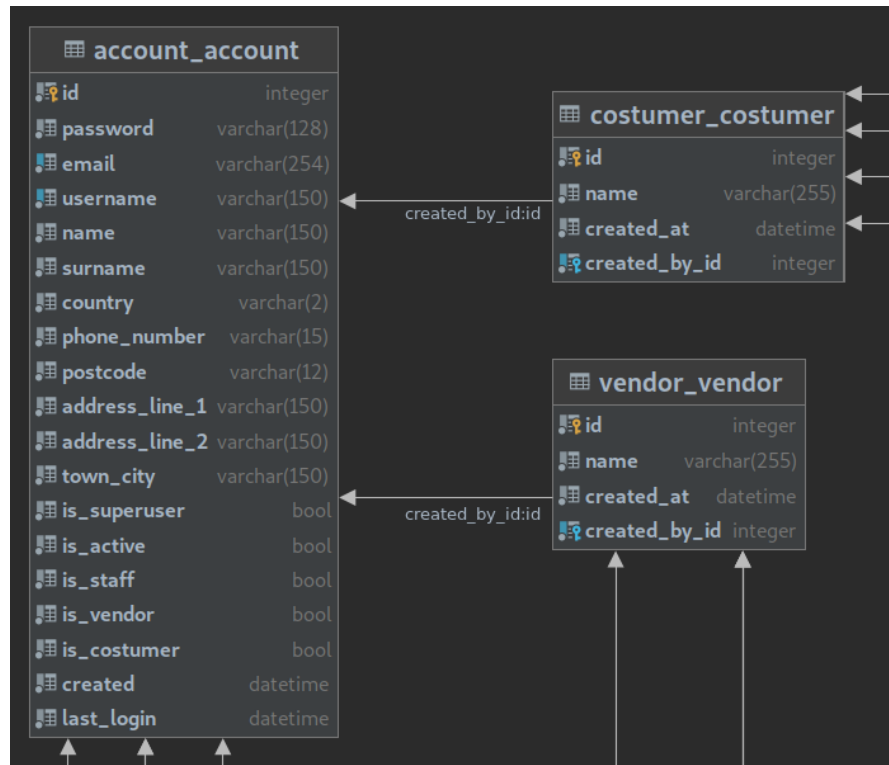 account_account
id integer
password varchar(128)
email varchar(254)
username varchar(150)
name varchar(150)
surname varchar(150)
country varchar(2)
phone_number varchar(15)
postcode varchar(12)
address_line_1 varchar(150)
address_line_2 varchar(150)
town_city varchar(150)
is_superuser bool
is_active bool
is_staff bool
is_vendor bool
is_costumer bool
created datetime
last_login datetime
created_by_id:id
created_by_id:id
costumer_costumer
id integer
name varchar(255)
created_at datetime
created_by_id integer
vendor_vendor
id integer
name varchar(255)
created_at datetime
created_by_id integer